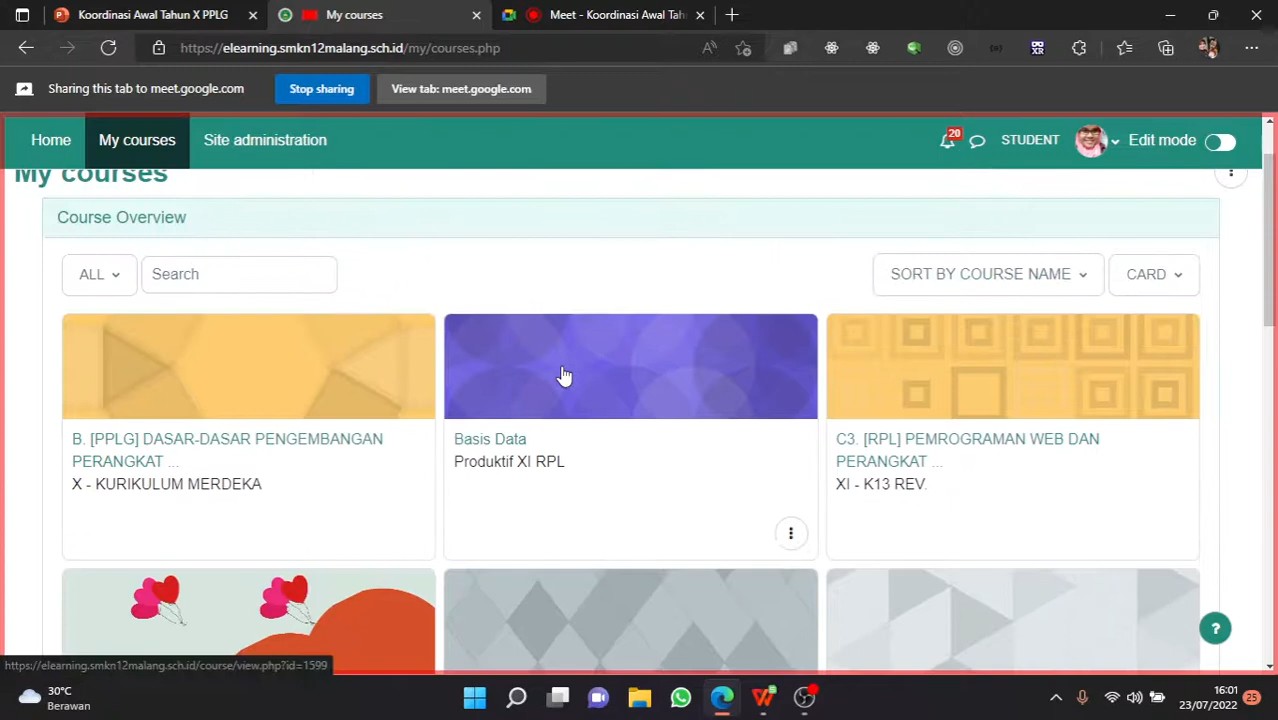 Koordinasi Awal Tahun X PPLG
My courses
Meet - Koordinasi Awal Tahu
https://elearning.smkn12malang.sch.id/my/courses.php
Sharing this tab to meet.google.com
Stop sharing
View tab: meet.google.com
Home
My courses
Site administration
20
STUDENT
Edit mode
My courses
Course Overview
ALL
Search
SORT BY COURSE NAME
CARD
B. [PPLG] DASAR-DASAR PENGEMBANGAN
PERANGKAT ...
X - KURIKULUM MERDEKA
Basis Data
Produktif XI RPL
C3. [RPL] PEMROGRAMAN WEB DAN
PERANGKAT ...
XI - K13 REV.
?
https://elearning.smkn12malang.sch.id/course/view.php?id=1599
30°C
Berawan
16:01
23/07/2022
25